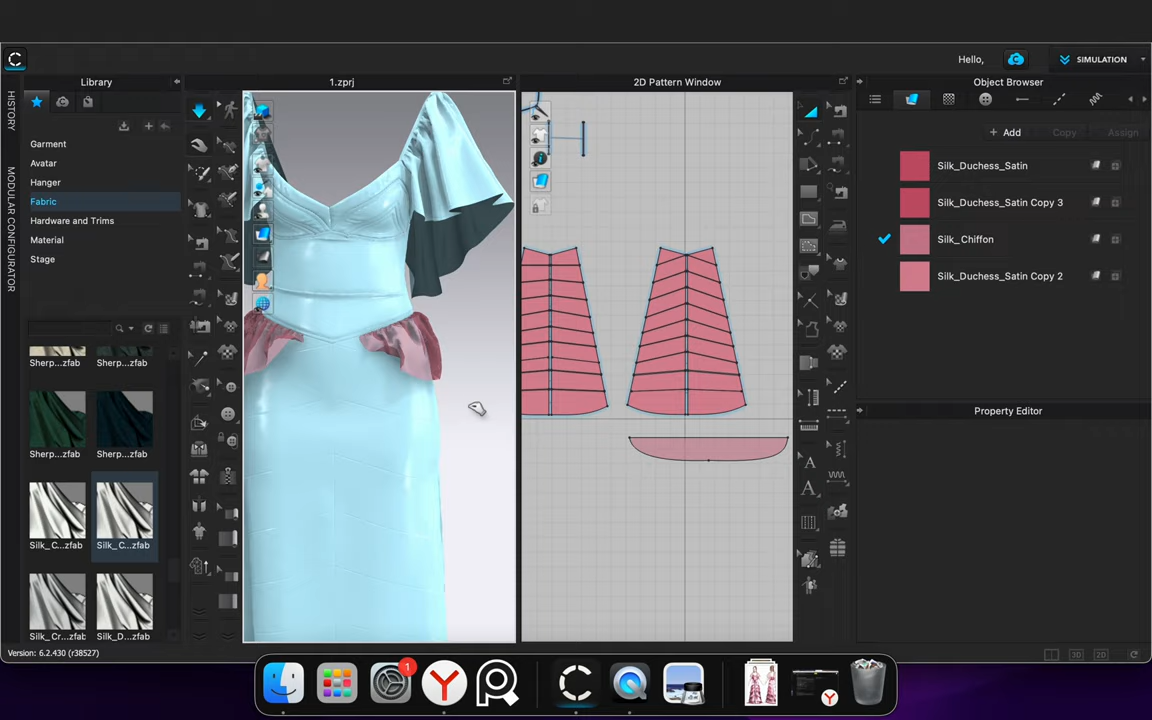 Hello,
SIMULATION
HISTORY
MODULAR CONFIGURATOR
Library
1.zprj
2D Pattern Window
Object Browser
Garment
Avatar
Hanger
Fabric
Hardware and Trims
Material
Stage
+ Add
Copy
Assign
Silk_Duchess_Satin
Silk_Duchess_Satin Copy 3
Silk_Chiffon
Silk_Duchess_Satin Copy 2
Property Editor
Sherp...zfab
Sherp...zfab
Sherp...zfab
Sherp...zfab
Silk_C...zfab
Silk_C...zfab
Silk_Cr...zfab
Silk_D...zfab
A
A
Version: 6.2.430 (r38527)
3D
2D
1
Y
Y